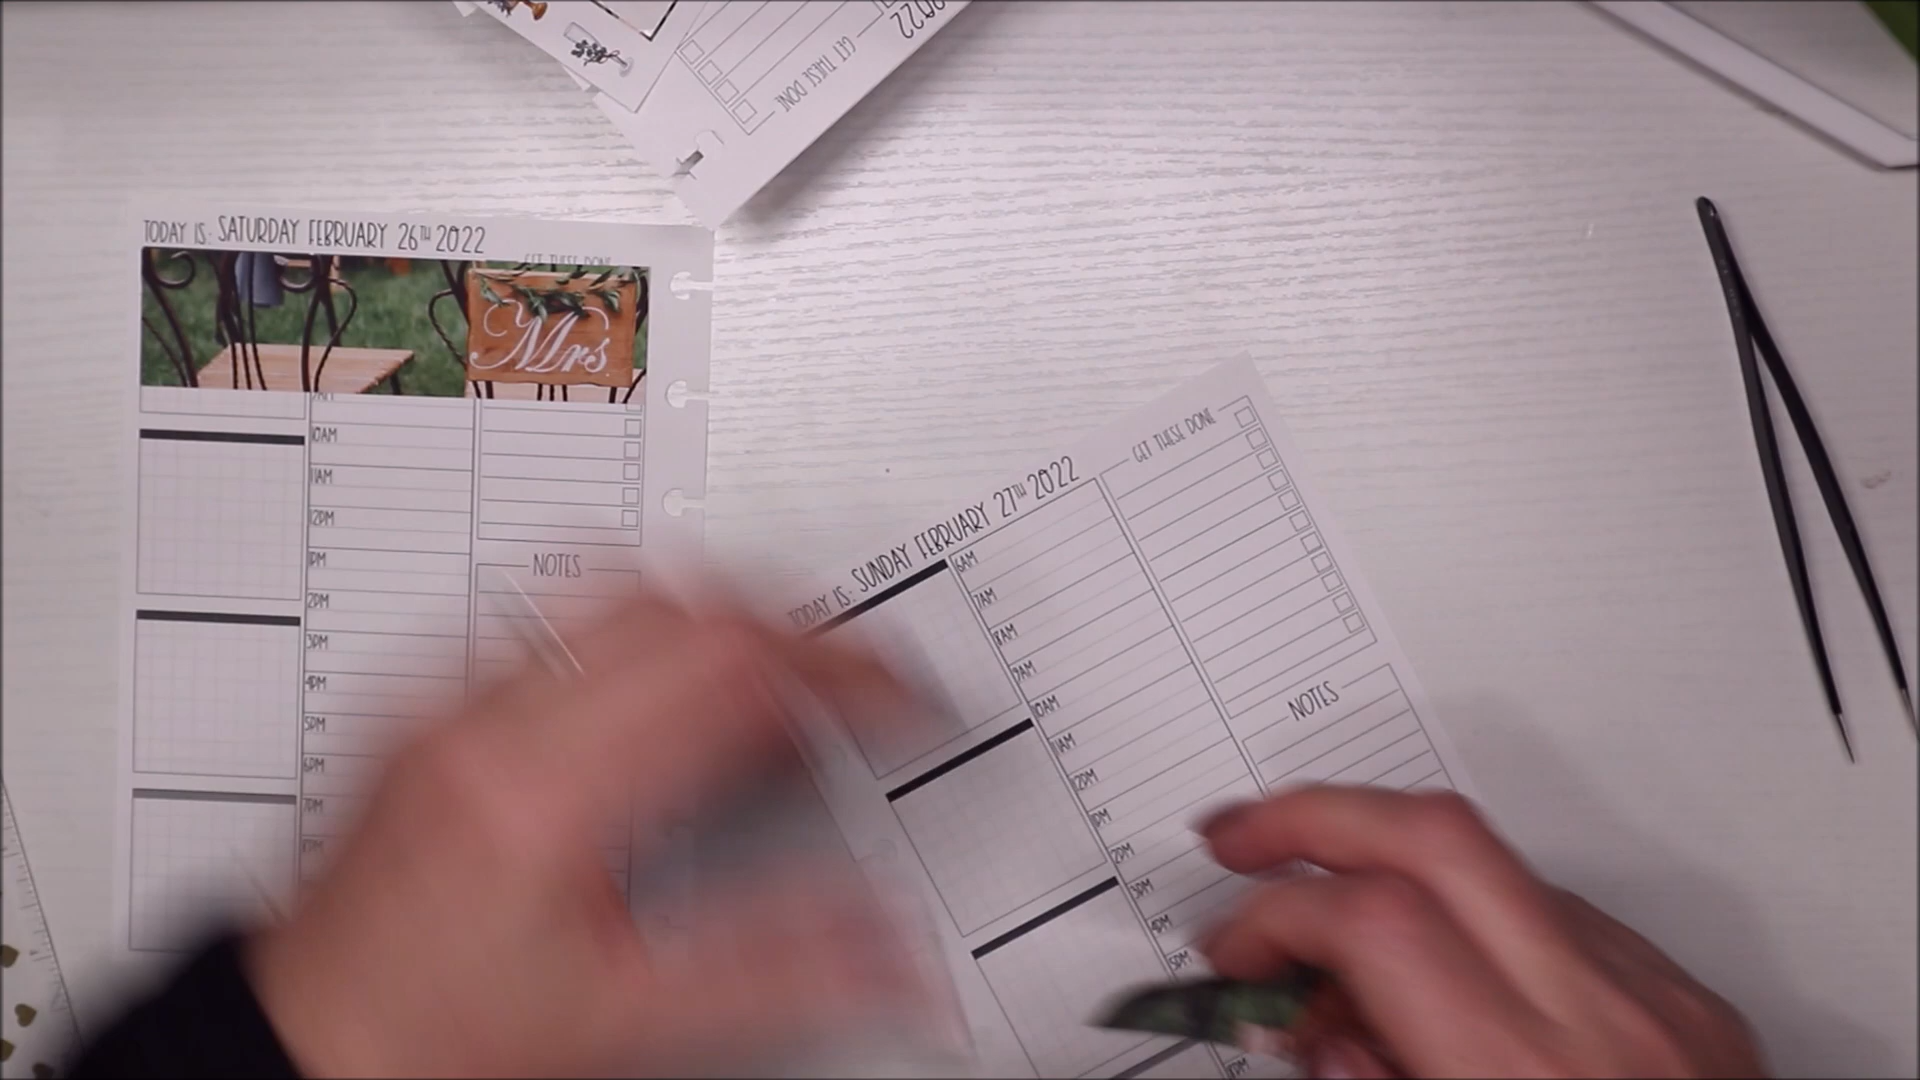 2022
GET THESE DONE
TODAY IS: SATURDAY FEBRUARY 26TH 2022
GET THESE DONE
Mrs.
10AM
11AM
12PM
1PM
2PM
3PM
4PM
5PM
6PM
7PM
NOTES
TODAY IS: SUNDAY FEBRUARY 27TH 2022
GET THESE DONE
6AM
7AM
8AM
9AM
10AM
11AM
12PM
1PM
2PM
3PM
4PM
5PM
NOTES